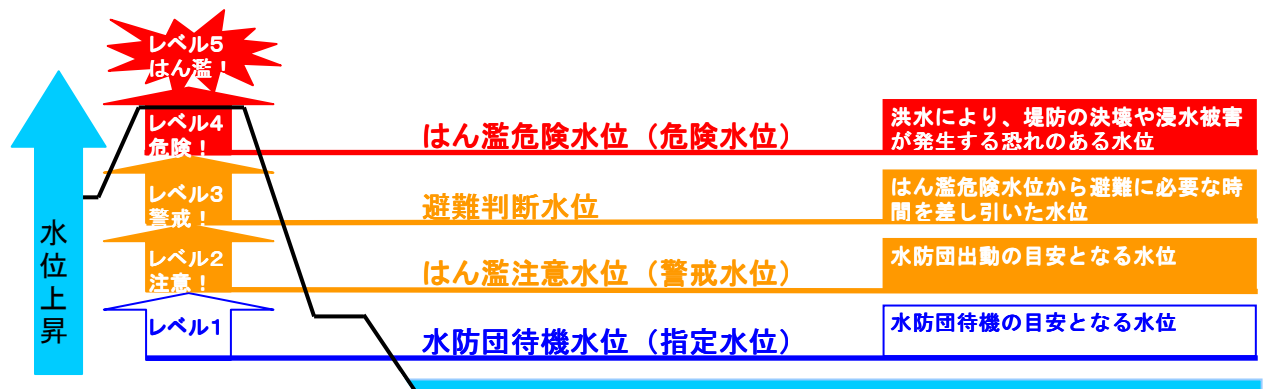 レベル5
はん濫!
レベル4
危険!
はん濫危険水位（危険水位）
洪水により、堤防の決壊や浸水被害
が発生する恐れのある水位
レベル3
警戒!
避難判断水位
はん濫危険水位から避難に必要な時
間を差し引いた水位
レベル2
注意!
はん濫注意水位（警戒水位）
水防団出動の目安となる水位
レベル1
水防団待機水位（指定水位）
水防団待機の目安となる水位
水位上昇